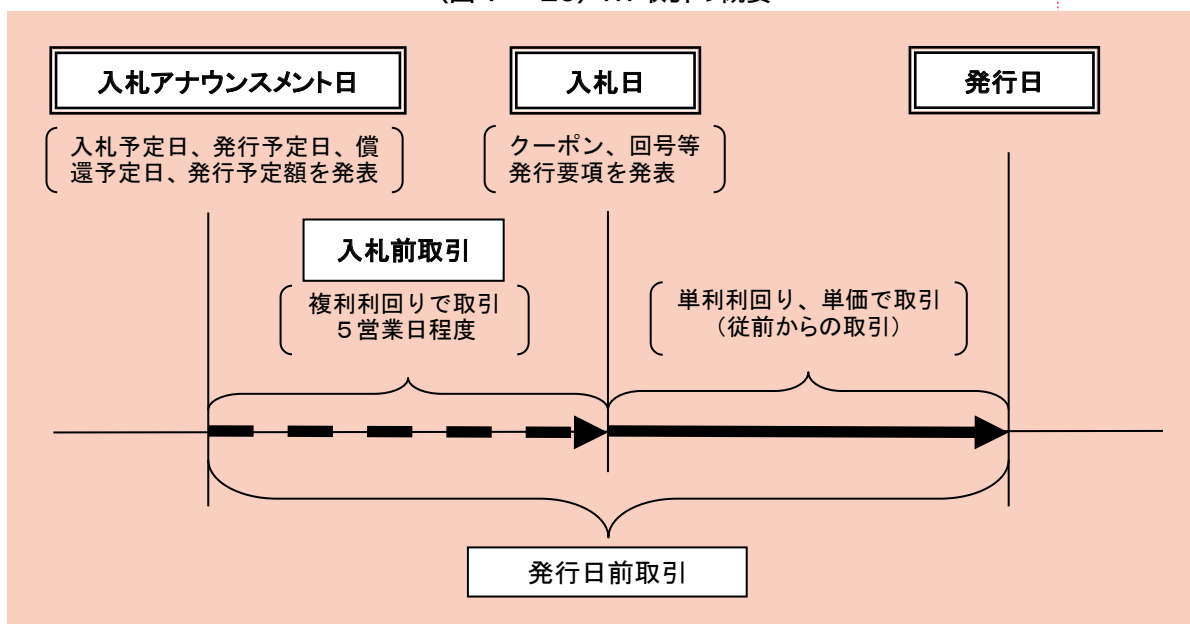 入札アナウンスメント日
入札日
発行日
入札予定日、発行予定日、償
還予定日、発行予定額を発表
クーポン、回号等
発行要項を発表
入札前取引
複利利回りで取引
5営業日程度
単利利回り、単価で取引
(従前からの取引)
発行日前取引